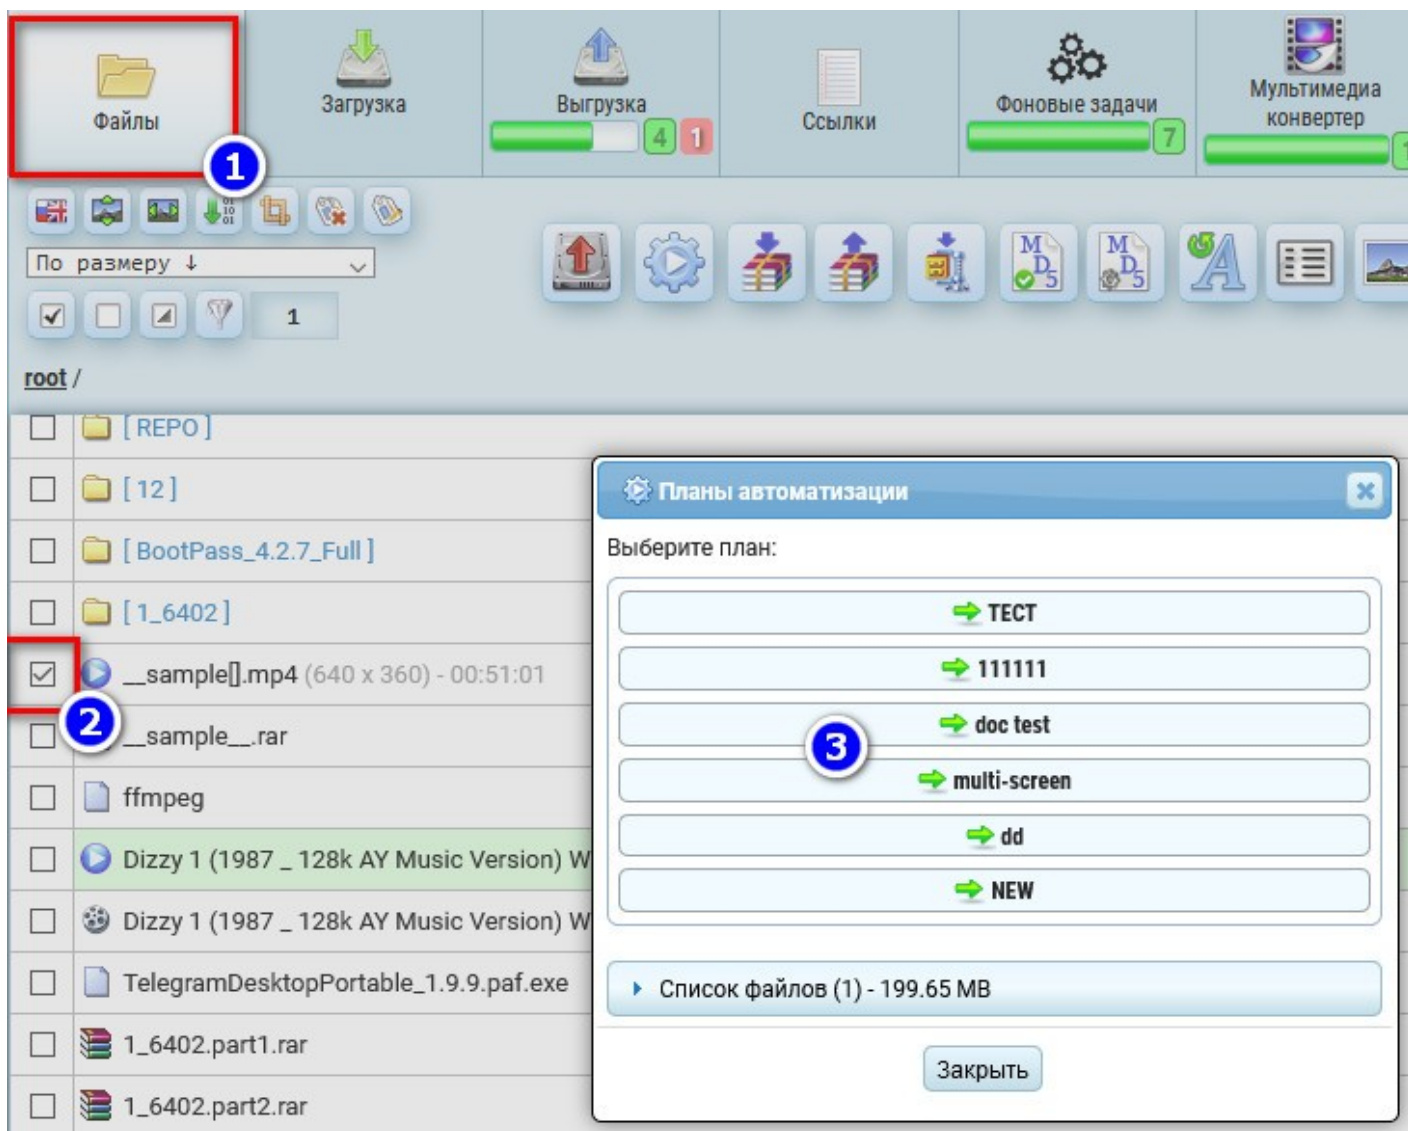 Файлы
Загрузка
Выгрузка
4 1
Ссылки
Фоновые задачи
7
Мультимедиа
конвертер
1
1
По размеру ↓
1
root /
[ REPO ]
[ 12 ]
[ BootPass_4.2.7_Full ]
[ 1_6402 ]
__sample[].mp4 (640 x 360) - 00:51:01
2
__sample__.rar
ffmpeg
Dizzy 1 (1987 _ 128k AY Music Version) W
Dizzy 1 (1987 _ 128k AY Music Version) W
TelegramDesktopPortable_1.9.9.paf.exe
1_6402.part1.rar
1_6402.part2.rar
Планы автоматизации
Выберите план:
ТЕСТ
111111
doc test
3
multi-screen
dd
NEW
Список файлов (1) - 199.65 MB
Закрыть